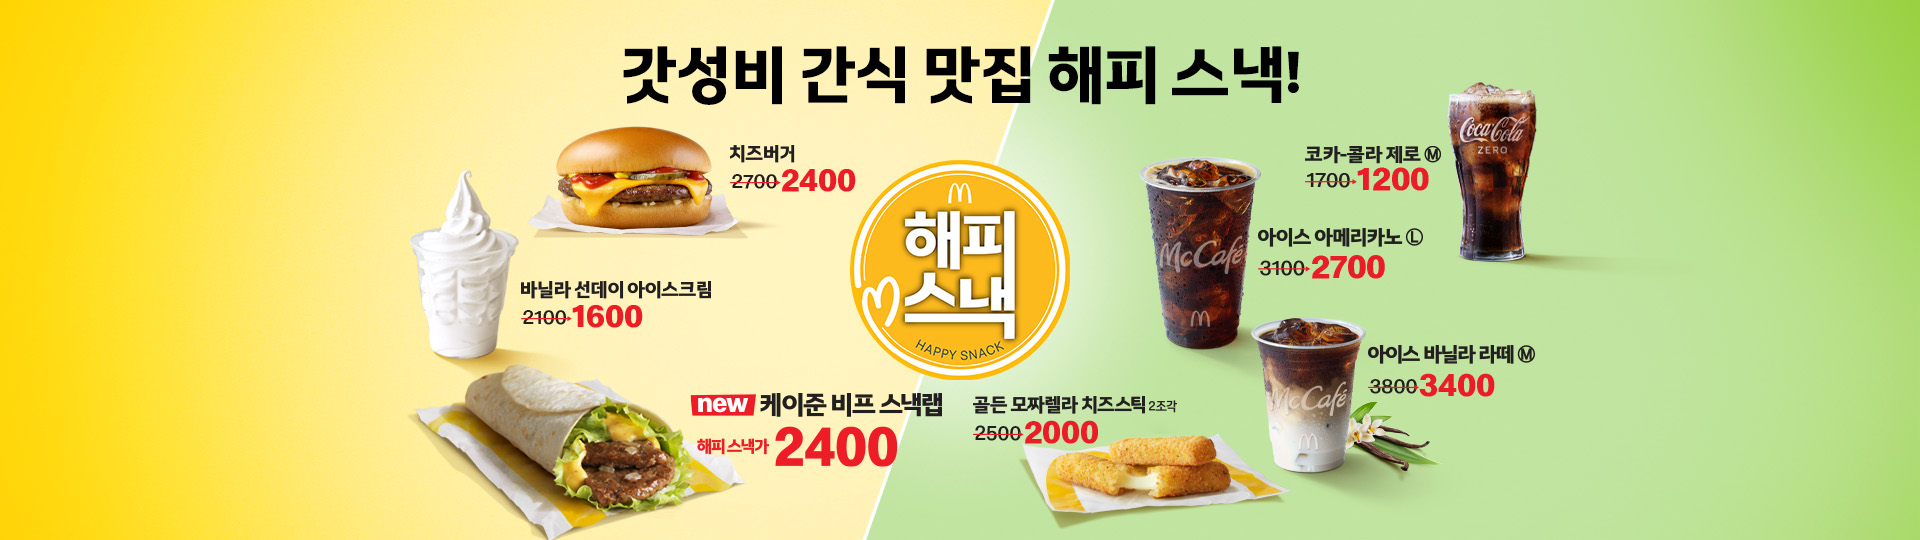 갓성비 간식 맛집 해피 스낵!
치즈버거
2700 2400
바닐라 선데이 아이스크림
2100 1600
new 케이준 비프 스낵랩
해피 스낵가 2400
해피
스낵
HAPPY SNACK
코카-콜라 제로 Ⓜ
1700 1200
Coca-Cola
ZERO
아이스 아메리카노 Ⓛ
3100 2700
McCafé
아이스 바닐라 라떼 Ⓜ
3800 3400
McCafé
골든 모짜렐라 치즈스틱 2조각
2500 2000